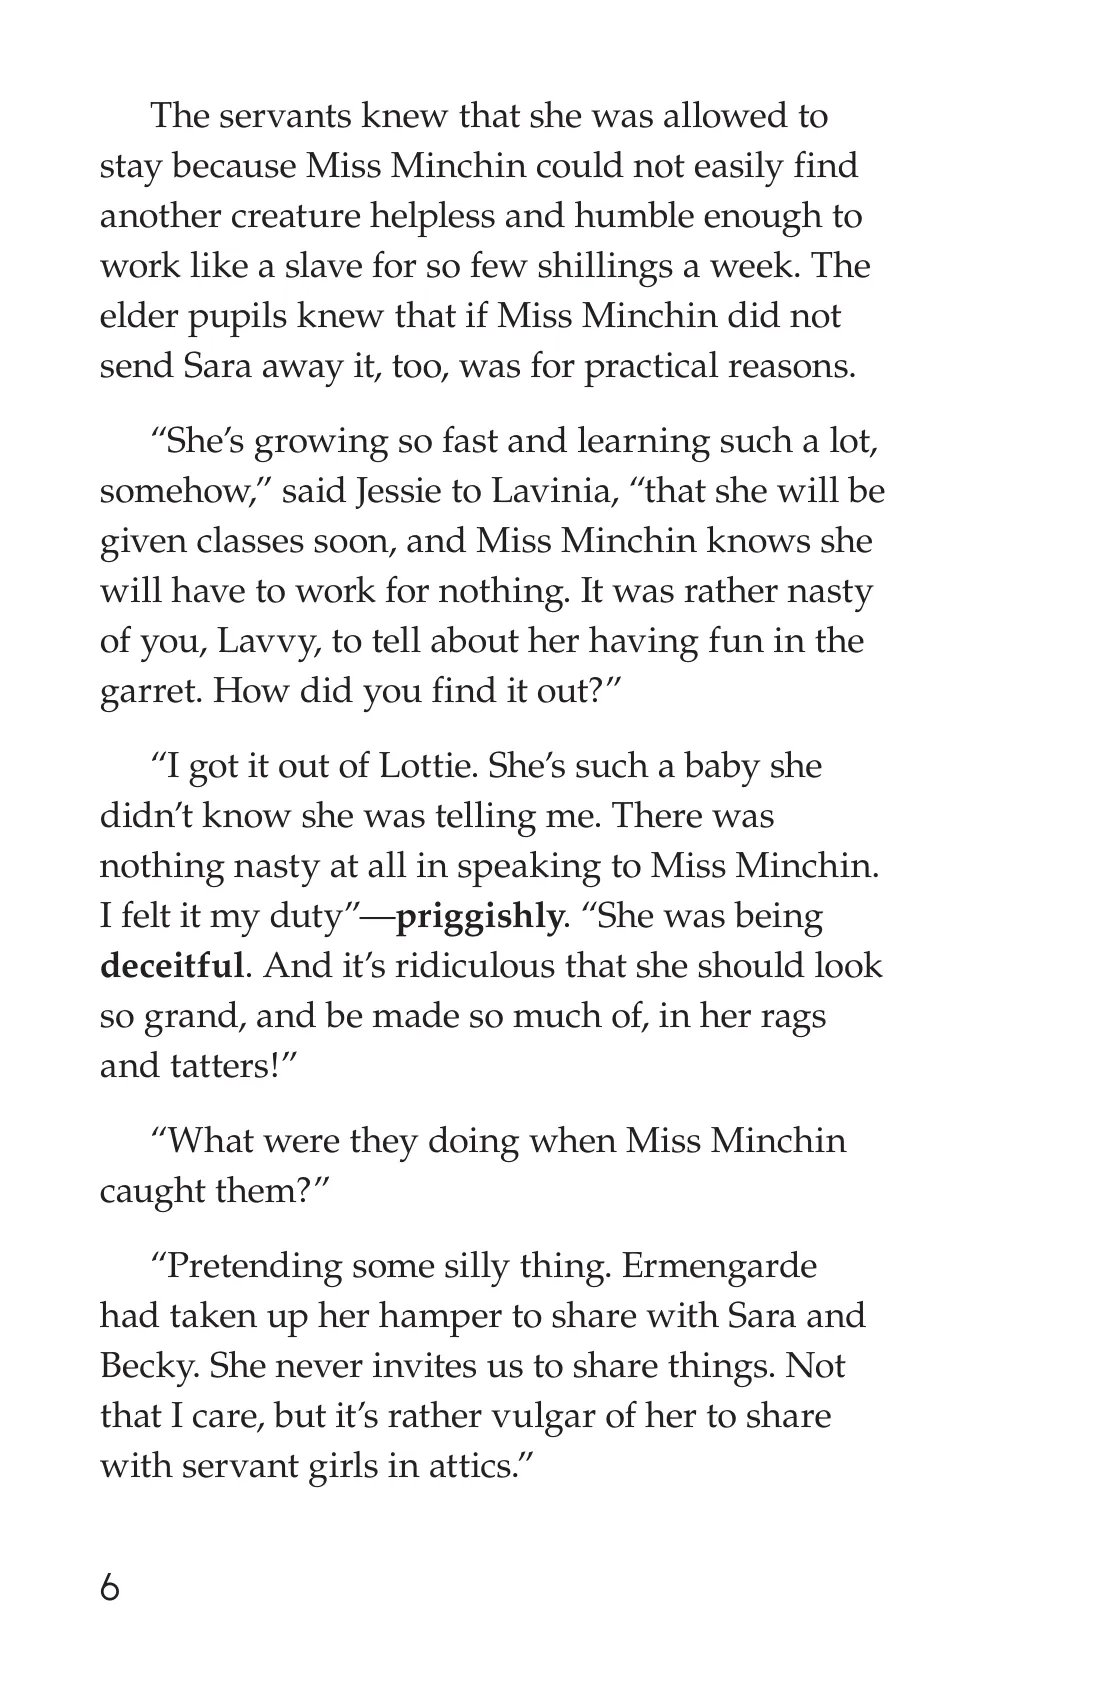 The servants knew that she was allowed to
stay because Miss Minchin could not easily find
another creature helpless and humble enough to
work like a slave for so few shillings a week. The
elder pupils knew that if Miss Minchin did not
send Sara away it, too, was for practical reasons.
“She’s growing so fast and learning such a lot,
somehow,” said Jessie to Lavinia, “that she will be
given classes soon, and Miss Minchin knows she
will have to work for nothing. It was rather nasty
of you, Lavvy, to tell about her having fun in the
garret. How did you find it out?”
“I got it out of Lottie. She’s such a baby she
didn’t know she was telling me. There was
nothing nasty at all in speaking to Miss Minchin.
I felt it my duty”—priggishly. “She was being
deceitful. And it’s ridiculous that she should look
so grand, and be made so much of, in her rags
and tatters!”
“What were they doing when Miss Minchin
caught them?”
“Pretending some silly thing. Ermengarde
had taken up her hamper to share with Sara and
Becky. She never invites us to share things. Not
that I care, but it’s rather vulgar of her to share
with servant girls in attics.”
6